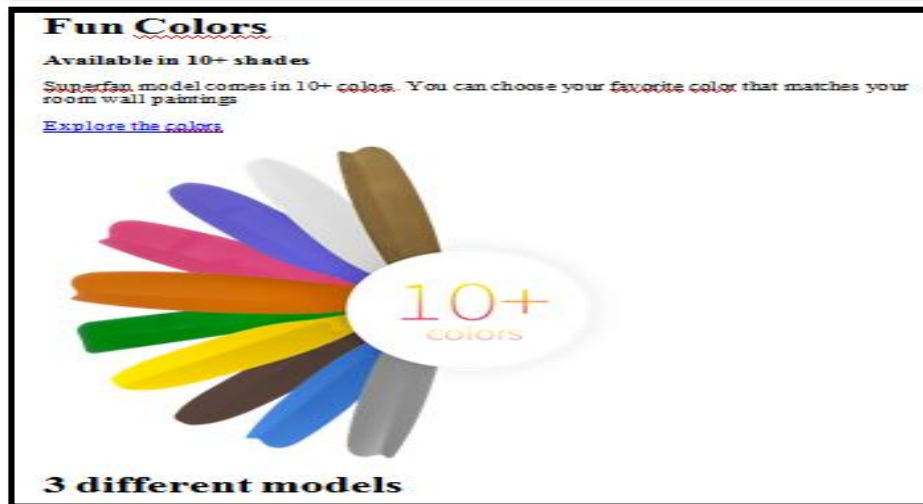 Fun Colors
Available in 10+ shades
Superfan model comes in 10+ colors. You can choose your favorite color that matches your
room wall paintings
Explore the colors
10+
colors
3 different models